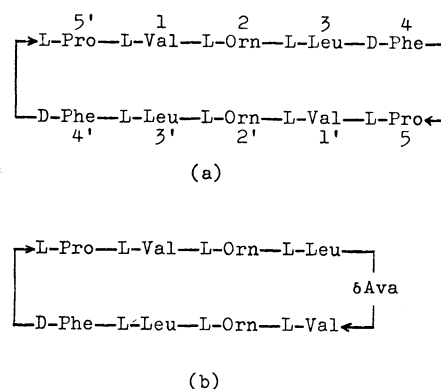 5' 1 2 3 4
L-Pro—L-Val—L-Orn—L-Leu—D-Phe
D-Phe—L-Leu—L-Orn—L-Val—L-Pro
4' 3' 2' 1' 5
(a)
L-Pro—L-Val—L-Orn—L-Leu
δAva
D-Phe—L-Leu—L-Orn—L-Val
(b)